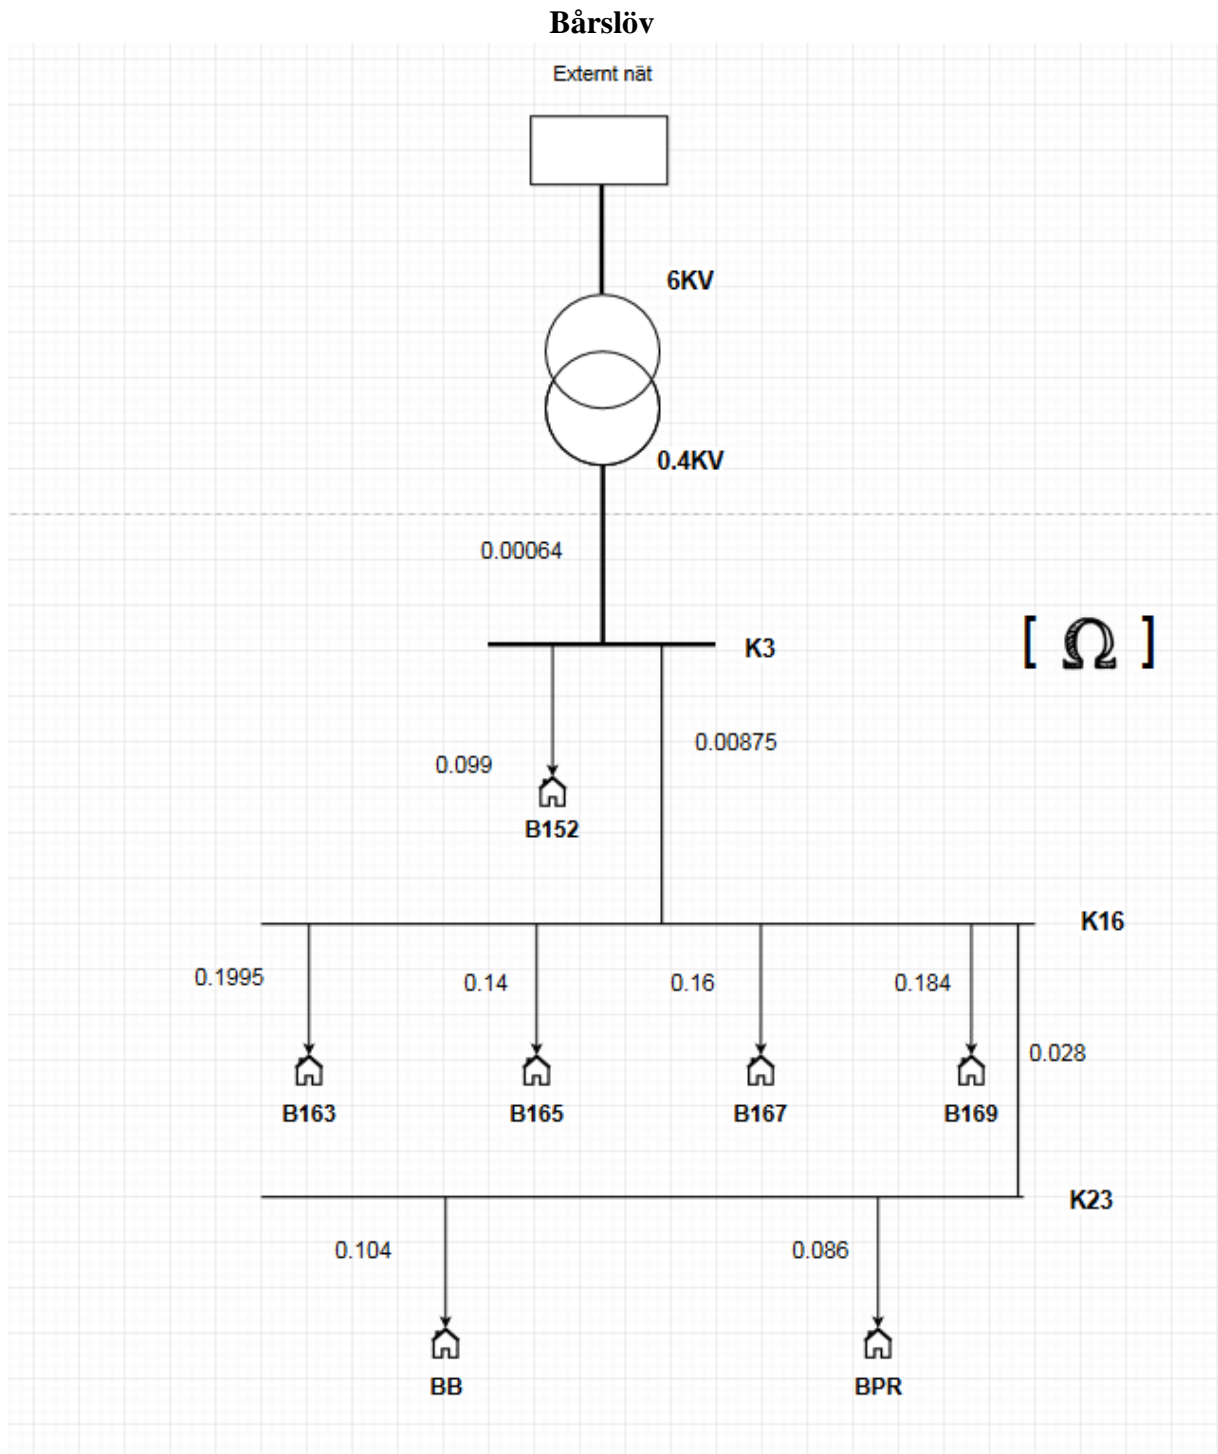 Bårslöv
Externt nät
6KV
0.4KV
0.00064
K3
[ Ω ]
0.00875
0.099
B152
K16
0.1995
0.14
0.16
0.184
0.028
B163
B165
B167
B169
K23
0.104
0.086
BB
BPR